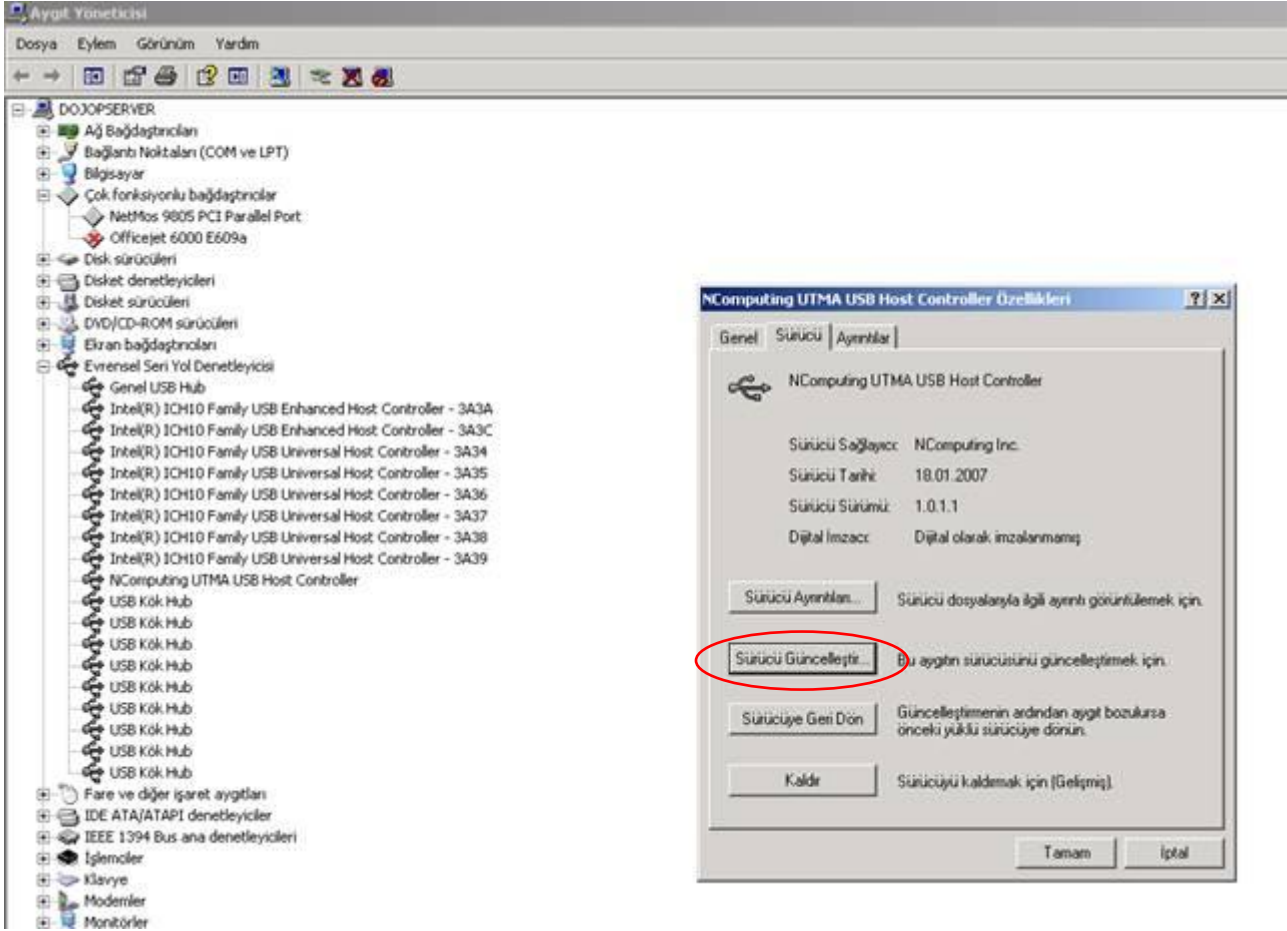 Aygıt Yöneticisi
Dosya Eylem Görünüm Yardım
DOJOPSERVER
Ağ Bağdaştırıcıları
Bağlantı Noktaları (COM ve LPT)
Bilgisayar
Çok fonksiyonlu bağdaştırıcılar
NetMos 9805 PCI Parallel Port
Officejet 6000 E609a
Disk sürücüleri
Disket denetleyicileri
Disket sürücüleri
DVD/CD-ROM sürücüleri
Ekran bağdaştırıcıları
Evrensel Seri Yol Denetleyicisi
Genel USB Hub
Intel(R) ICH10 Family USB Enhanced Host Controller - 3A3A
Intel(R) ICH10 Family USB Enhanced Host Controller - 3A3C
Intel(R) ICH10 Family USB Universal Host Controller - 3A34
Intel(R) ICH10 Family USB Universal Host Controller - 3A35
Intel(R) ICH10 Family USB Universal Host Controller - 3A36
Intel(R) ICH10 Family USB Universal Host Controller - 3A37
Intel(R) ICH10 Family USB Universal Host Controller - 3A38
Intel(R) ICH10 Family USB Universal Host Controller - 3A39
NComputing UTMA USB Host Controller
USB Kök Hub
USB Kök Hub
USB Kök Hub
USB Kök Hub
USB Kök Hub
USB Kök Hub
USB Kök Hub
USB Kök Hub
USB Kök Hub
Fare ve diğer işaret aygıtları
IDE ATA/ATAPI denetleyiciler
IEEE 1394 Bus ana denetleyicileri
İşlemciler
Klavye
Modemler
Monitörler
NComputing UTMA USB Host Controller Özellikleri
Genel Sürücü Ayrıntılar
NComputing UTMA USB Host Controller
Sürücü Sağlayıcı: NComputing Inc.
Sürücü Tarihi: 18.01.2007
Sürücü Sürümü: 1.0.1.1
Dijital İmzacı: Dijital olarak imzalanmamış
Sürücü Ayrıntıları... Sürücü dosyalarıyla ilgili ayrıntı görüntülemek için.
Sürücü Güncelleştir... Bu aygıtın sürücüsünü güncelleştirmek için.
Sürücüye Geri Dön Güncelleştirmenin ardından aygıt bozulursa
önceki yüklü sürücüye dönün.
Kaldır Sürücüyü kaldırmak için (Gelişmiş).
Tamam İptal